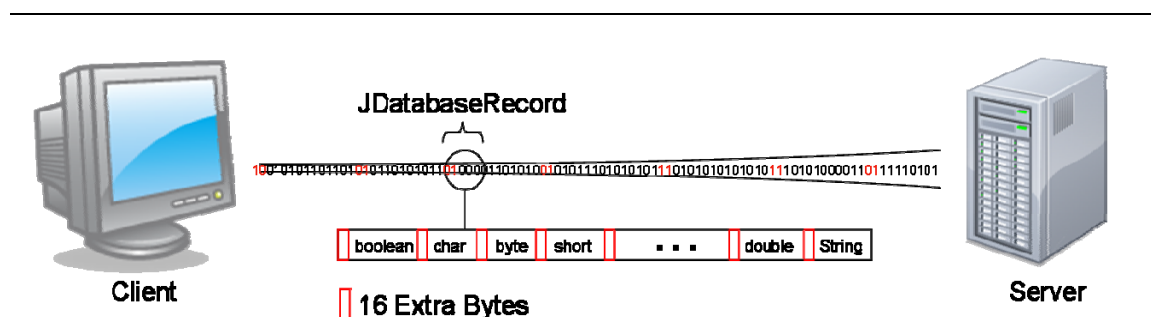 JDatabaseRecord
boolean char byte short ... double String
Client
Server
16 Extra Bytes